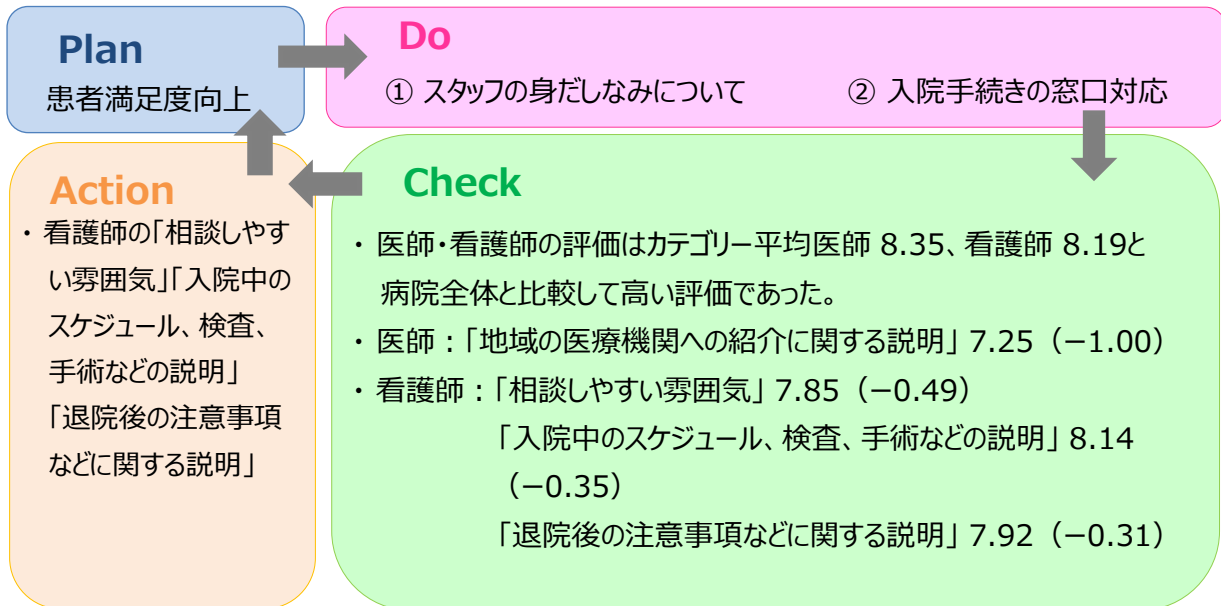 Plan
患者満足度向上
Do
① スタッフの身だしなみについて ② 入院手続きの窓口対応
Check
・ 医師・看護師の評価はカテゴリー平均医師 8.35、看護師 8.19と
病院全体と比較して高い評価であった。
・ 医師：「地域の医療機関への紹介に関する説明」 7.25（−1.00）
・ 看護師：「相談しやすい雰囲気」 7.85（−0.49）
「入院中のスケジュール、検査、手術などの説明」 8.14
（−0.35）
「退院後の注意事項などに関する説明」 7.92（−0.31）
Action
・ 看護師の「相談しやす
い雰囲気」「入院中の
スケジュール、検査、
手術などの説明」
「退院後の注意事項
などに関する説明」